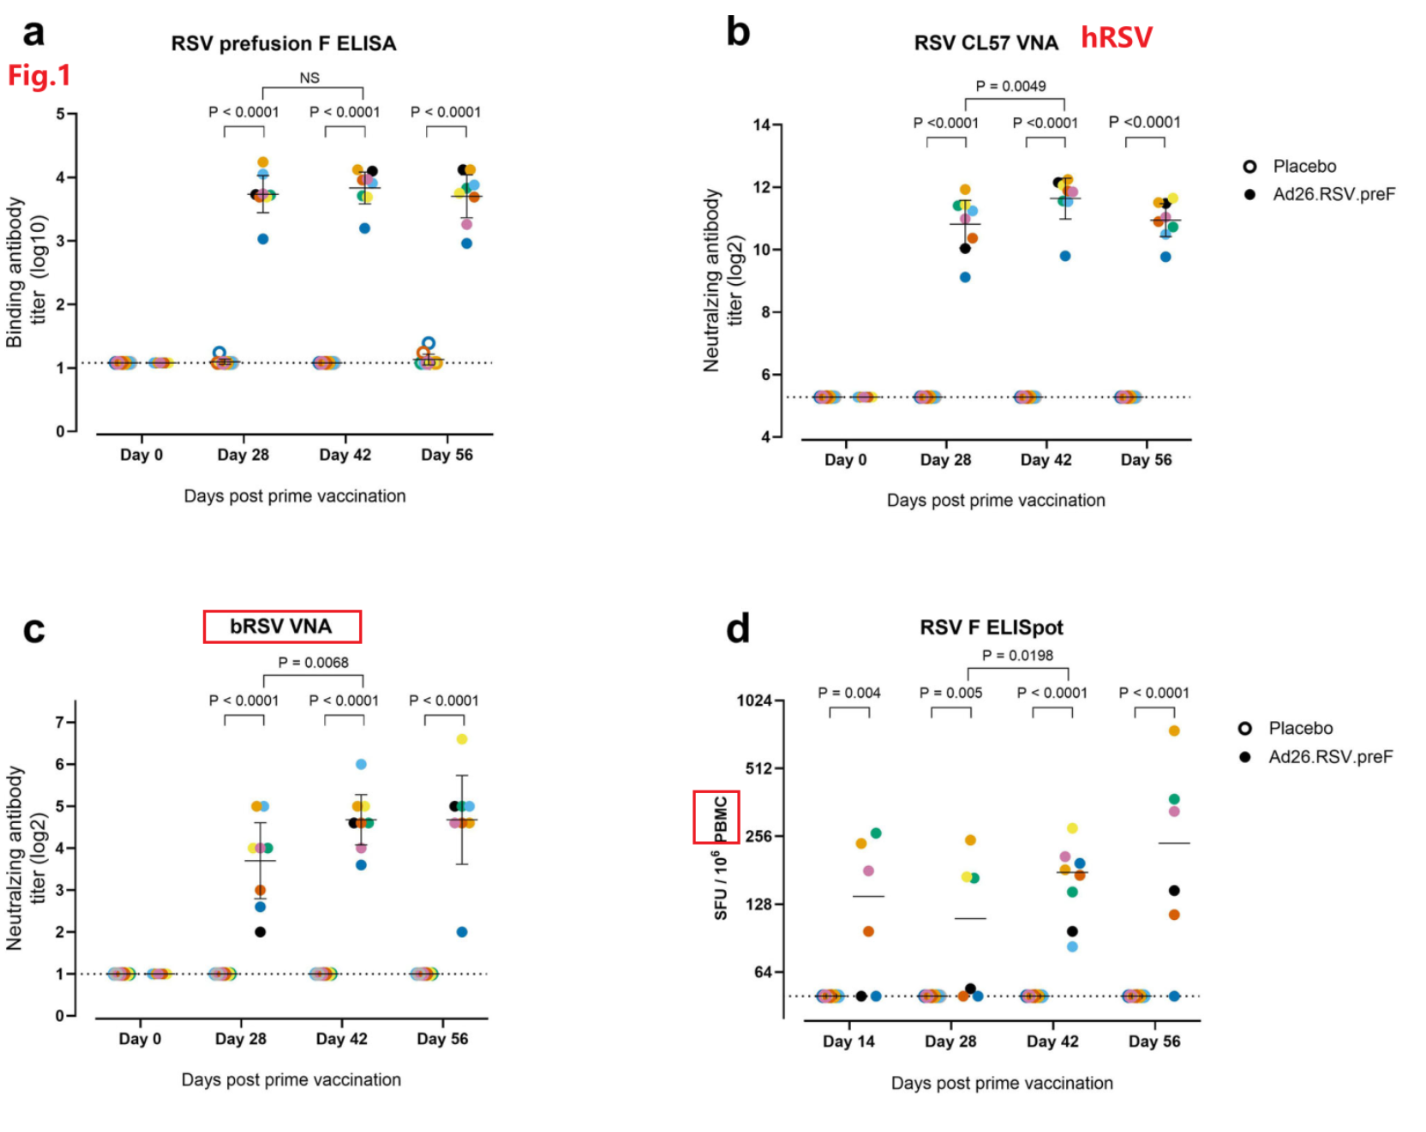 a
RSV prefusion F ELISA
Fig.1
NS
P < 0.0001
P < 0.0001
P < 0.0001
5
4
3
2
1
0
Binding antibody
titer (log10)
Day 0
Day 28
Day 42
Day 56
Days post prime vaccination
b
RSV CL57 VNA
hRSV
P = 0.0049
P <0.0001
P <0.0001
P <0.0001
14
12
10
8
6
4
Neutralzing antibody
titer (log2)
Day 0
Day 28
Day 42
Day 56
Days post prime vaccination
Placebo
Ad26.RSV.preF
c
bRSV VNA
P = 0.0068
P < 0.0001
P < 0.0001
P < 0.0001
7
6
5
4
3
2
1
0
Neutralzing antibody
titer (log2)
Day 0
Day 28
Day 42
Day 56
Days post prime vaccination
d
RSV F ELISpot
P = 0.0198
P = 0.004
P = 0.005
P < 0.0001
P < 0.0001
1024
512
256
128
64
SFU / 10⁶ PBMC
Day 14
Day 28
Day 42
Day 56
Days post prime vaccination
Placebo
Ad26.RSV.preF